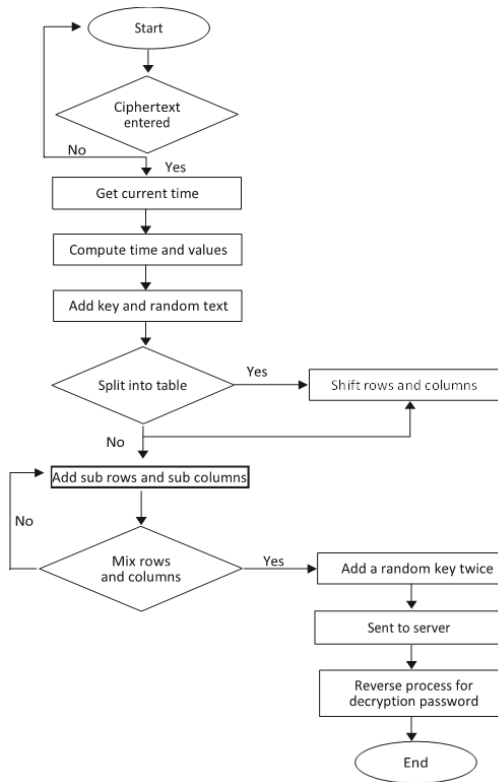 Start
Ciphertext
entered
No
Yes
Get current time
Compute time and values
Add key and random text
Split into table
Yes
Shift rows and columns
No
Add sub rows and sub columns
No
Mix rows
and columns
Yes
Add a random key twice
Sent to server
Reverse process for
decryption password
End